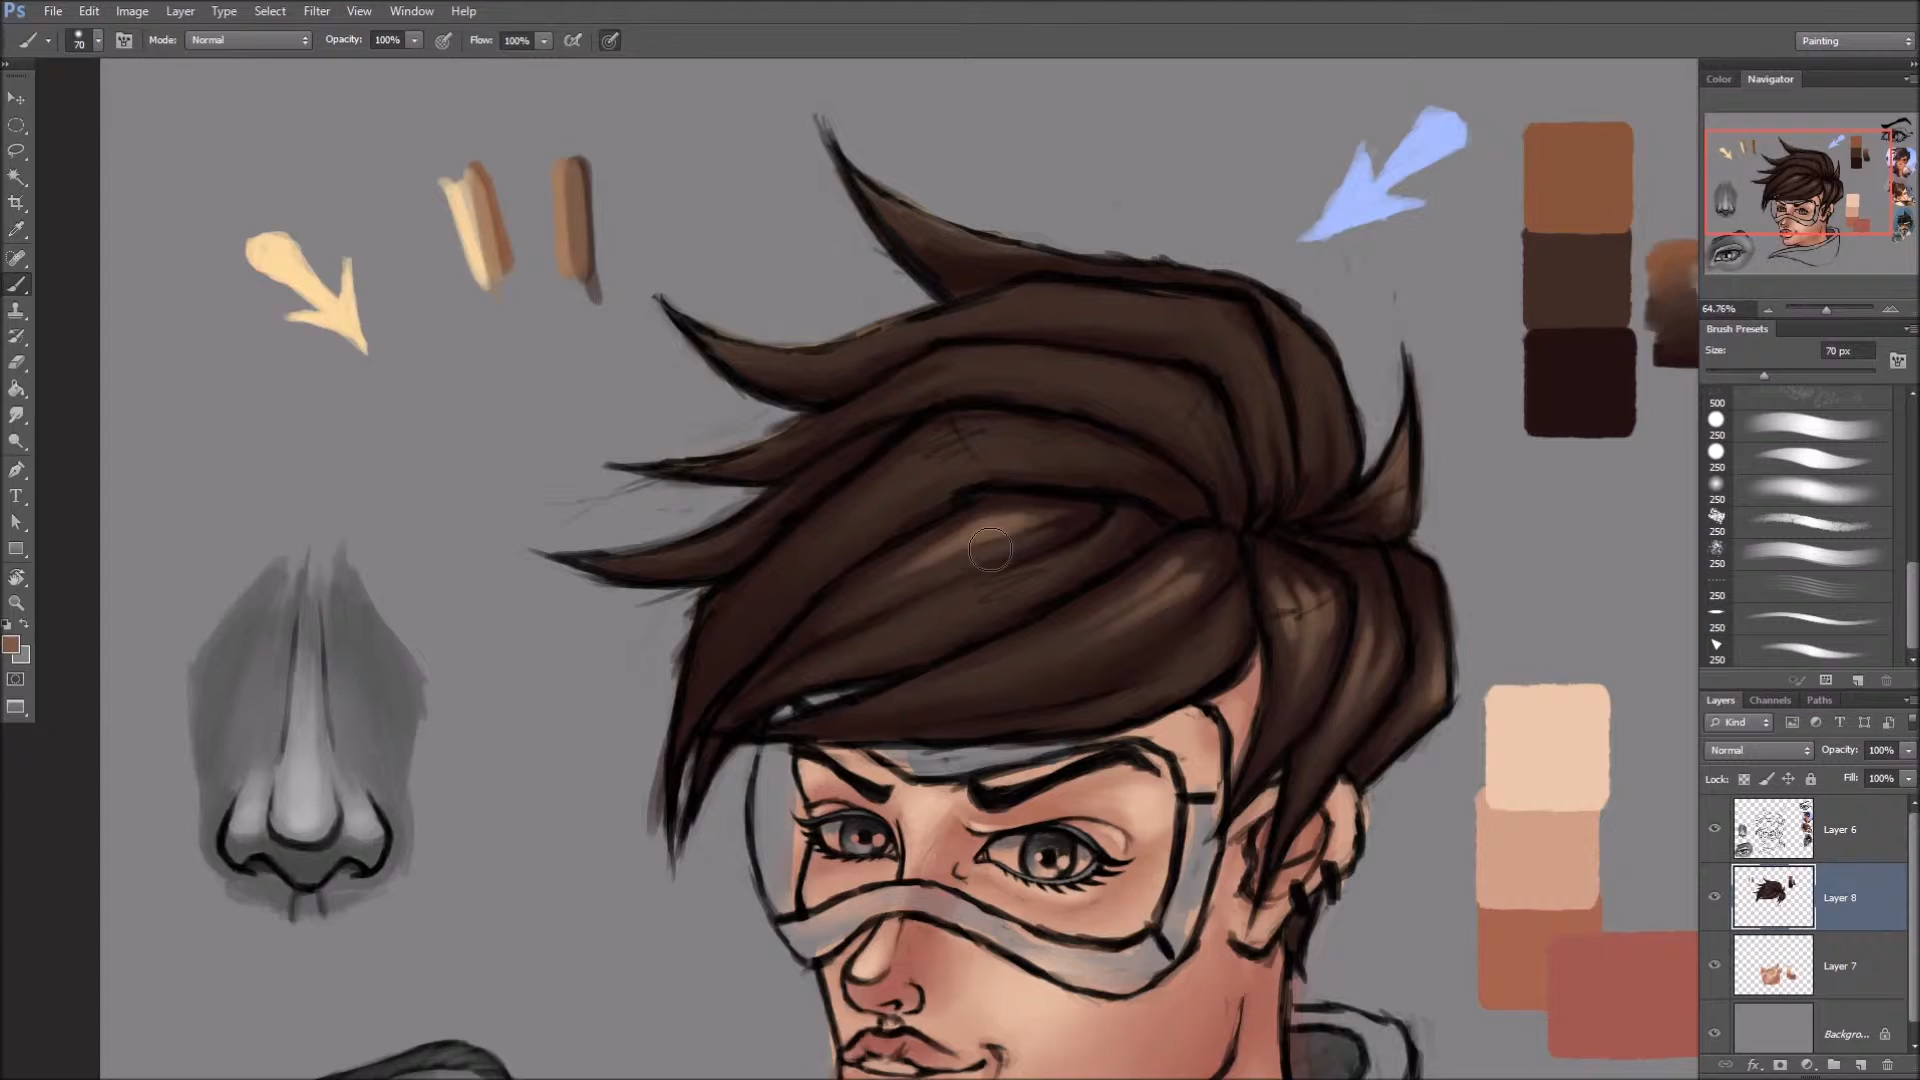 Ps File Edit Image Layer Type Select Filter View Window Help
70 Mode: Normal Opacity: 100% Flow: 100% Painting
Color Navigator
64.76%
Brush Presets
Size: 70 px
500
250
250
250
250
250
250
250
250
Layers Channels Paths
Kind
Normal Opacity: 100%
Lock: Fill: 100%
Layer 6
Layer 8
Layer 7
Backgro...
T